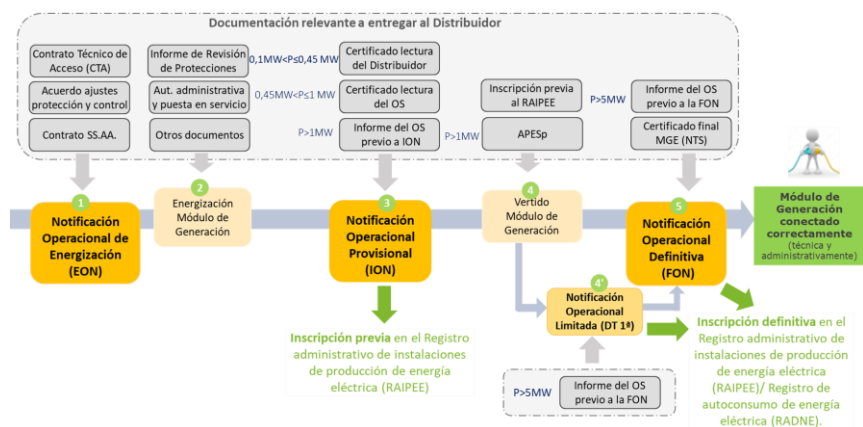 Documentación relevante a entregar al Distribuidor
Contrato Técnico de
Acceso (CTA)
Acuerdo ajustes
protección y control
Contrato SS.AA.
Informe de Revisión
de Protecciones
Aut. administrativa
y puesta en servicio
Otros documentos
0,1MW<P≤0,45 MW
Certificado lectura
del Distribuidor
0,45MW<P≤1 MW
Certificado lectura
del OS
P>1MW
Informe del OS
previo a ION
Inscripción previa
al RAIPEE
P>1MW
APESp
P>5MW
Informe del OS
previo a la FON
Certificado final
MGE (NTS)
1
Notificación
Operacional de
Energización
(EON)
2
Energización
Módulo de
Generación
3
Notificación
Operacional
Provisional
(ION)
4
Vertido
Módulo de
Generación
5
Notificación
Operacional
Definitiva
(FON)
Módulo de
Generación
conectado
correctamente
(técnica y
administrativamente)
4'
Notificación
Operacional
Limitada (DT 1ª)
Inscripción previa en el Registro
administrativo de instalaciones
de producción de energía
eléctrica (RAIPEE)
P>5MW
Informe del OS
previo a la FON
Inscripción definitiva en el
Registro administrativo de
instalaciones de producción
de energía eléctrica
(RAIPEE)/ Registro de
autoconsumo de energía
eléctrica (RADNE).